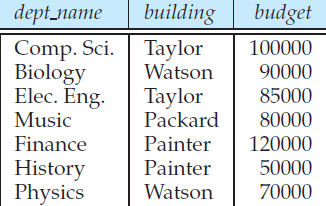 dept_name building budget
Comp. Sci. Taylor 100000
Biology Watson 90000
Elec. Eng. Taylor 85000
Music Packard 80000
Finance Painter 120000
History Painter 50000
Physics Watson 70000